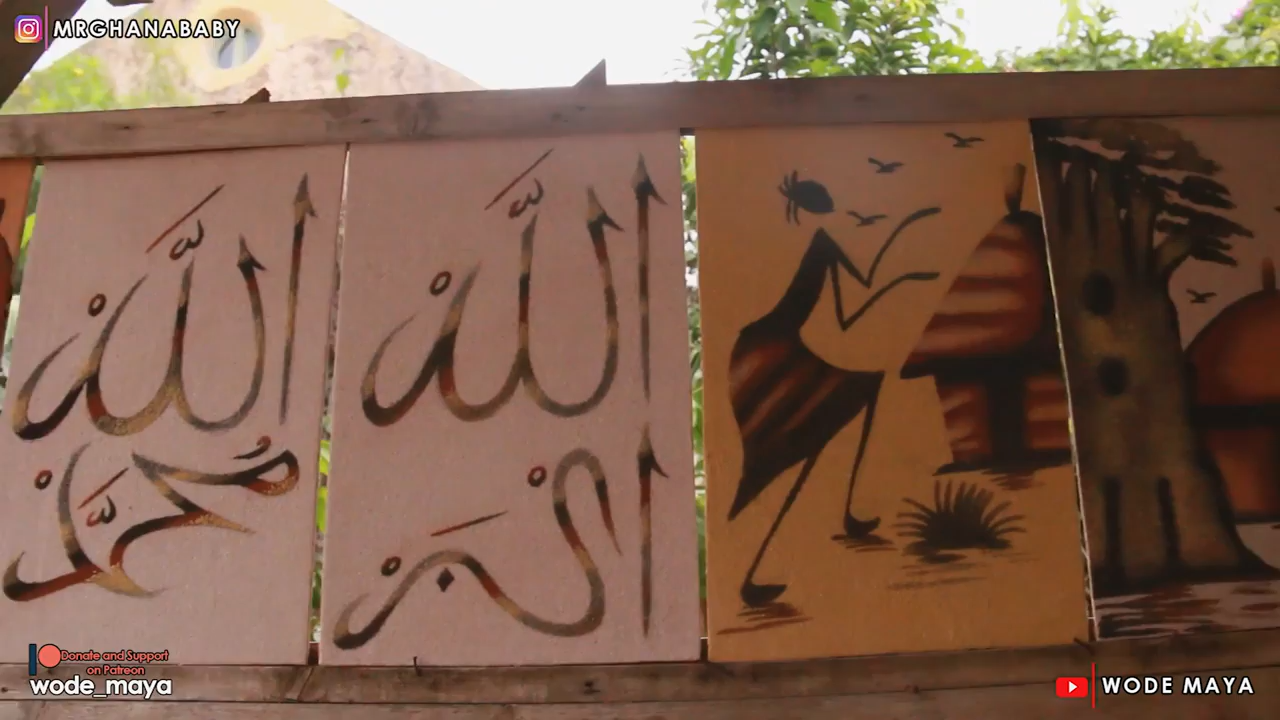 MRGHANABABY
الله
محمد
الله
اكبر
Donate and Support
on Patreon
wode_maya
WODE MAYA